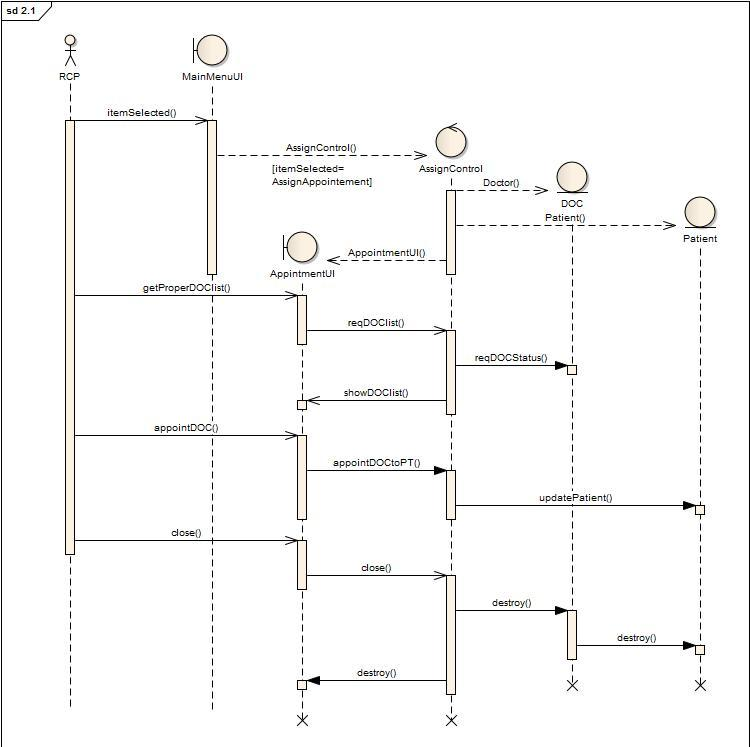 sd 2.1
RCP
MainMenuUI
itemSelected()
AssignControl()
[itemSelected=
AssignAppointement]
AssignControl
Doctor()
DOC
Patient()
Patient
AppointmentUI()
AppintmentUI
getProperDOClist()
reqDOClist()
reqDOCStatus()
showDOClist()
appointDOC()
appointDOCtoPT()
updatePatient()
close()
close()
destroy()
destroy()
destroy()